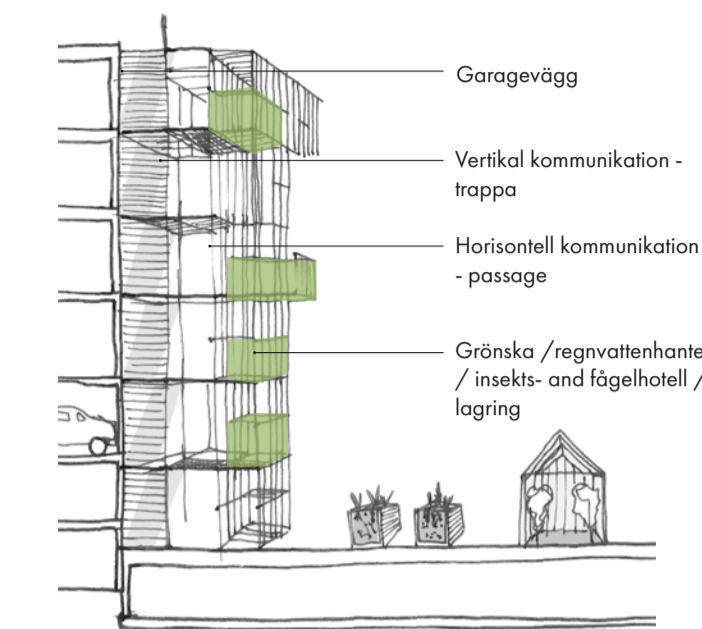 Garagevägg
Vertikal kommunikation -
trappa
Horisontell kommunikation
- passage
Grönska /regnvattenhante
/ insekts- and fågelhotell /
lagring